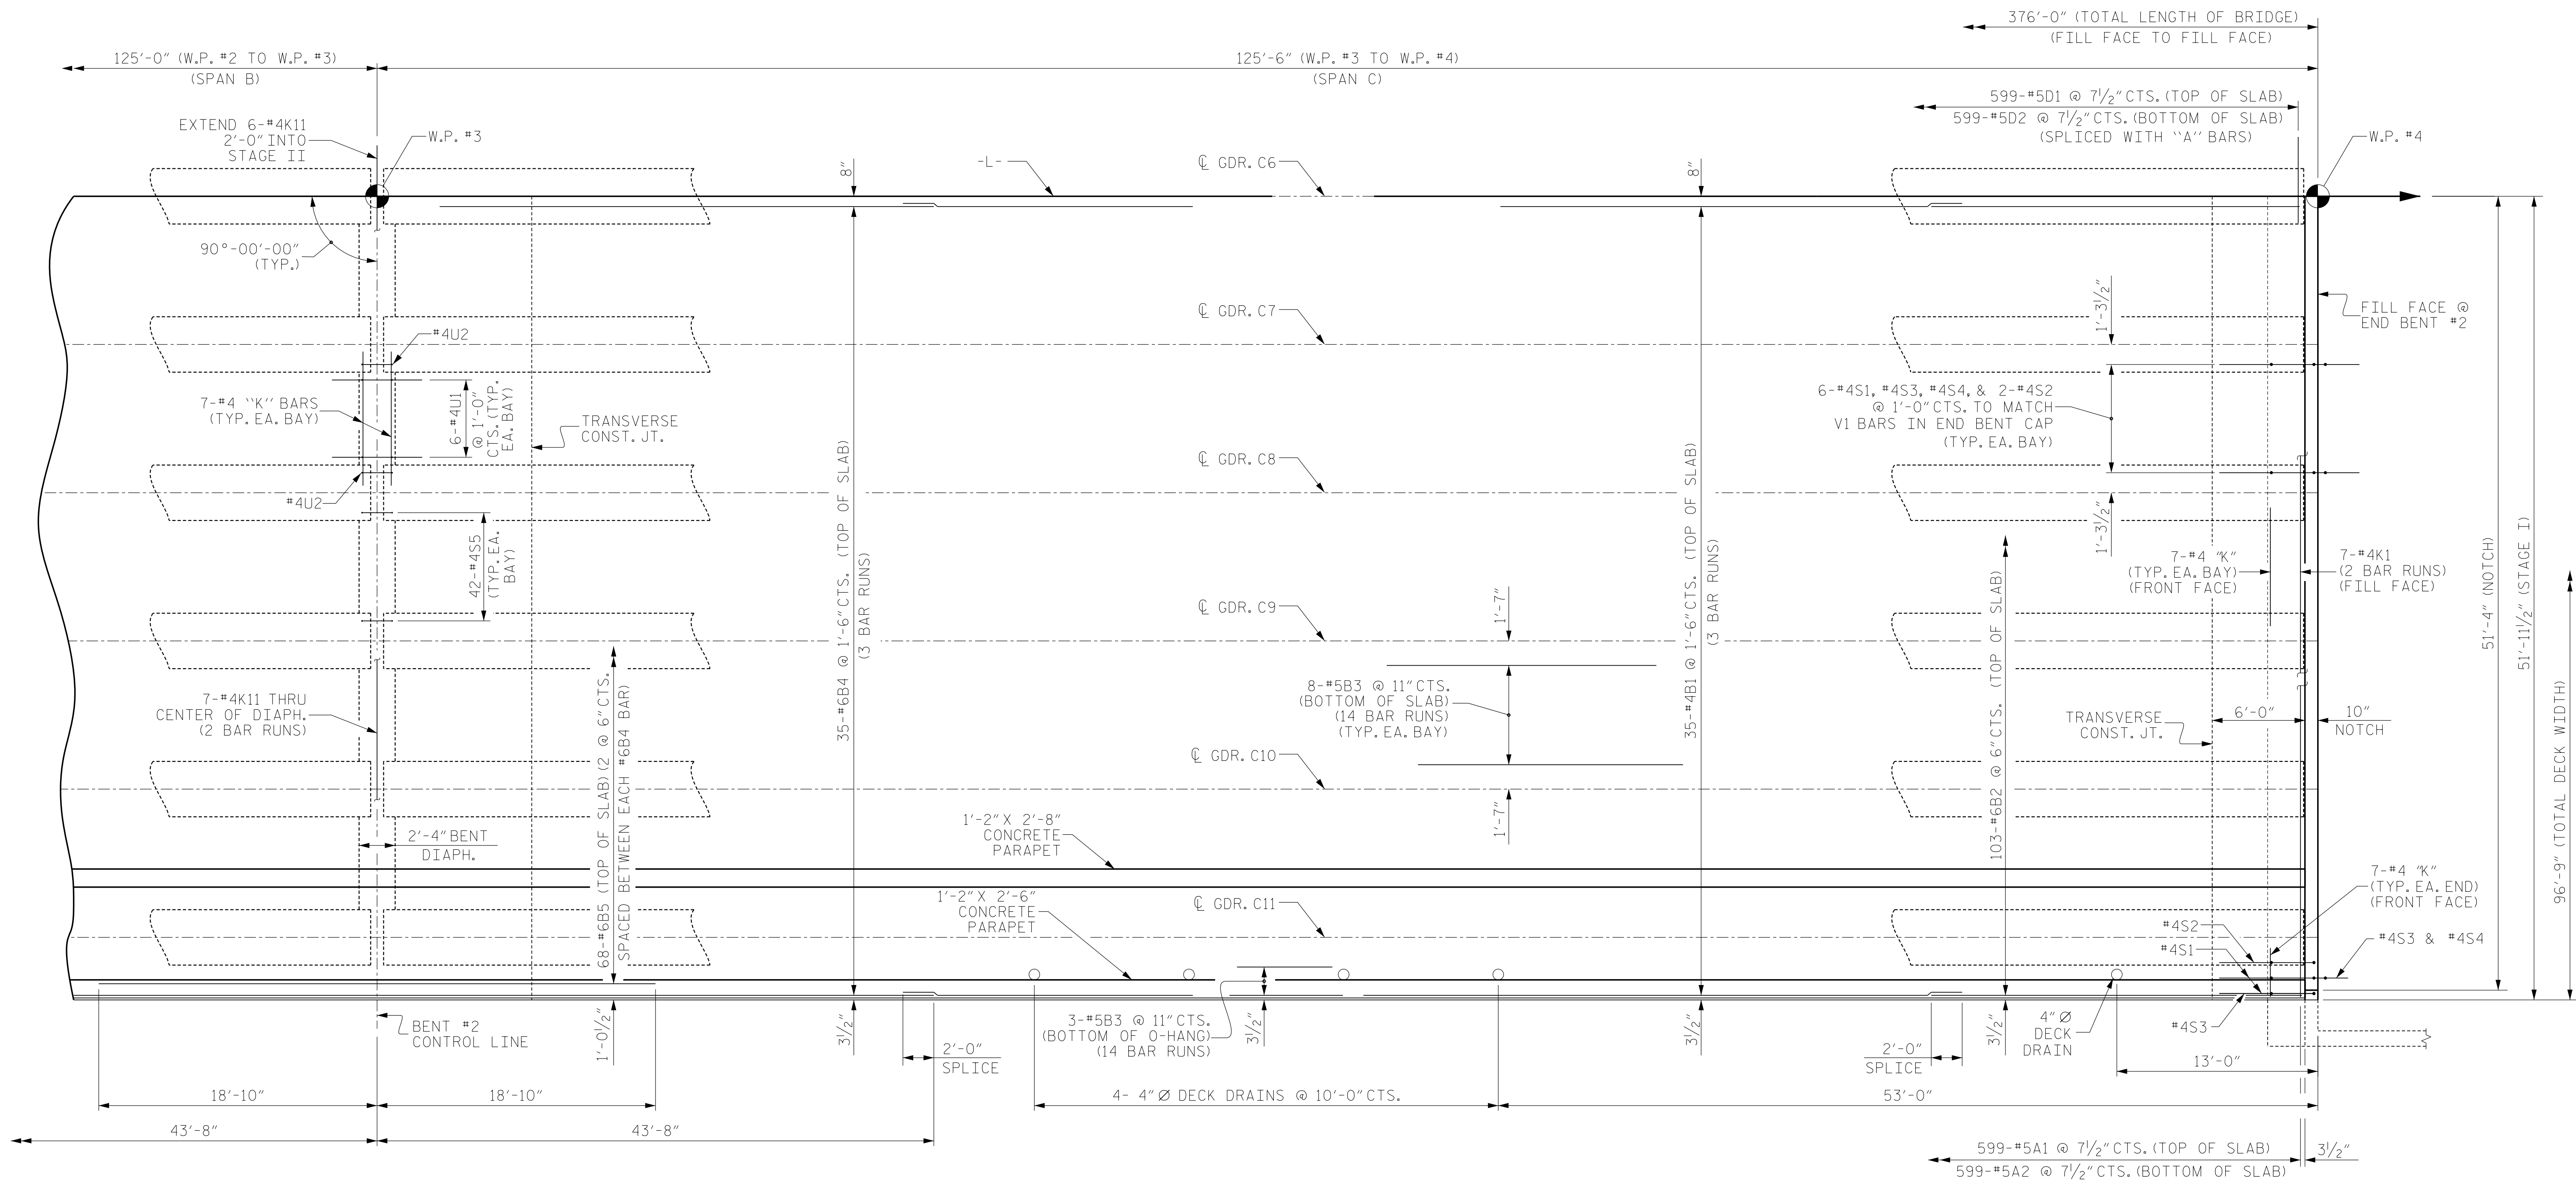 376'-0" (TOTAL LENGTH OF BRIDGE)
(FILL FACE TO FILL FACE)
125'-0" (W.P. #2 TO W.P. #3)
(SPAN B)
125'-6" (W.P. #3 TO W.P. #4)
(SPAN C)
599-#5D1 @ 7½" CTS. (TOP OF SLAB)
599-#5D2 @ 7½" CTS. (BOTTOM OF SLAB)
(SPLICED WITH ``A'' BARS)
EXTEND 6-#4K11
2'-0" INTO
STAGE II
W.P. #3
-L-
℄ GDR. C6
8"
8"
W.P. #4
90°-00'-00"
(TYP.)
℄ GDR. C7
1'-3½"
FILL FACE @
END BENT #2
#4U2
7-#4 ``K'' BARS
(TYP. EA. BAY)
6-#4U1
@ 1'-0"
CTS. (TYP.
EA. BAY)
TRANSVERSE
CONST. JT.
6-#4S1, #4S3, #4S4, & 2-#4S2
@ 1'-0" CTS. TO MATCH
V1 BARS IN END BENT CAP
(TYP. EA. BAY)
℄ GDR. C8
#4U2
42-#4S5
(TYP. EA.
BAY)
35-#6B4 @ 1'-6" CTS. (TOP OF SLAB)
(3 BAR RUNS)
35-#4B1 @ 1'-6" CTS. (TOP OF SLAB)
(3 BAR RUNS)
1'-3½"
7-#4 "K"
(TYP. EA. BAY)
(FRONT FACE)
7-#4K1
(2 BAR RUNS)
(FILL FACE)
51'-4" (NOTCH)
51'-11½" (STAGE I)
96'-9" (TOTAL DECK WIDTH)
℄ GDR. C9
1'-7"
103-#6B2 @ 6" CTS. (TOP OF SLAB)
68-#6B5 (TOP OF SLAB) (2 @ 6" CTS.
SPACED BETWEEN EACH #6B4 BAR)
7-#4K11 THRU
CENTER OF DIAPH.
(2 BAR RUNS)
8-#5B3 @ 11" CTS.
(BOTTOM OF SLAB)
(14 BAR RUNS)
(TYP. EA. BAY)
TRANSVERSE
CONST. JT.
6'-0"
10"
NOTCH
℄ GDR. C10
1'-7"
2'-4" BENT
DIAPH.
1'-2" X 2'-8"
CONCRETE
PARAPET
1'-2" X 2'-6"
CONCRETE
PARAPET
℄ GDR. C11
7-#4 "K"
(TYP. EA. END)
(FRONT FACE)
#4S2
#4S1
#4S3 & #4S4
BENT #2
CONTROL LINE
1'-0½"
3½"
2'-0"
SPLICE
3-#5B3 @ 11" CTS.
(BOTTOM OF O-HANG)
(14 BAR RUNS)
3½"
3½"
2'-0"
SPLICE
3½"
4" Ø
DECK
DRAIN
#4S3
13'-0"
18'-10"
18'-10"
4- 4" Ø DECK DRAINS @ 10'-0" CTS.
53'-0"
43'-8"
43'-8"
599-#5A1 @ 7½" CTS. (TOP OF SLAB)
599-#5A2 @ 7½" CTS. (BOTTOM OF SLAB)
3½"